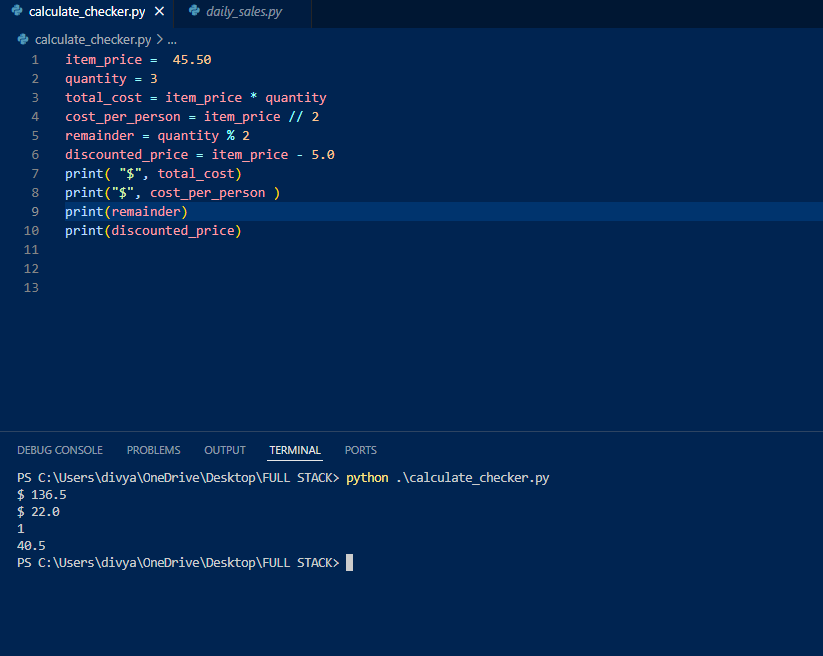 calculate_checker.py × daily_sales.py
calculate_checker.py > ...
1 item_price =  45.50
2 quantity = 3
3 total_cost = item_price * quantity
4 cost_per_person = item_price // 2
5 remainder = quantity % 2
6 discounted_price = item_price - 5.0
7 print( "$", total_cost)
8 print("$", cost_per_person )
9 print(remainder)
10 print(discounted_price)
11
12
13
DEBUG CONSOLE PROBLEMS OUTPUT TERMINAL PORTS
PS C:\Users\divya\OneDrive\Desktop\FULL STACK> python .\calculate_checker.py
$ 136.5
$ 22.0
1
40.5
PS C:\Users\divya\OneDrive\Desktop\FULL STACK>